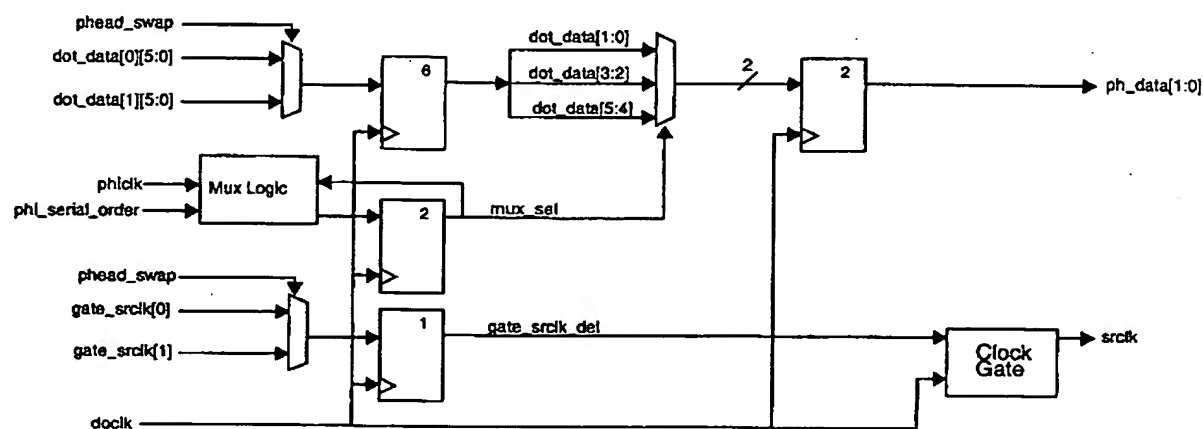 phead_swap
dot_data[0][5:0]
dot_data[1][5:0]
6
dot_data[1:0]
dot_data[3:2]
dot_data[5:4]
2
2
ph_data[1:0]
phiclk
phi_serial_order
Mux Logic
2
mux_sel
phead_swap
gate_srclk[0]
gate_srclk[1]
1
gate_srclk_del
Clock
Gate
srclk
doclk